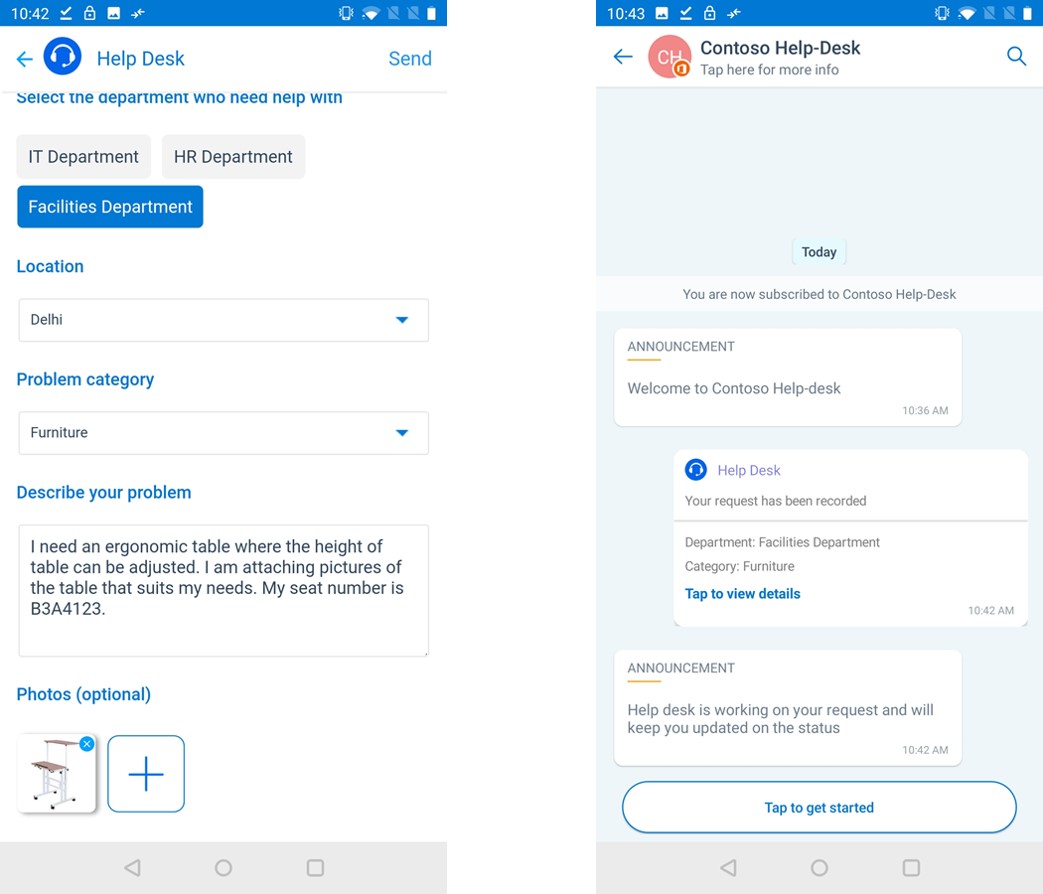 10:42
Help Desk
Send
Select the department who need help with
IT Department
HR Department
Facilities Department
Location
Delhi
Problem category
Furniture
Describe your problem
I need an ergonomic table where the height of
table can be adjusted. I am attaching pictures of
the table that suits my needs. My seat number is
B3A4123.
Photos (optional)
10:43
CH
Contoso Help-Desk
Tap here for more info
Today
You are now subscribed to Contoso Help-Desk
ANNOUNCEMENT
Welcome to Contoso Help-desk
10:36 AM
Help Desk
Your request has been recorded
Department: Facilities Department
Category: Furniture
Tap to view details
10:42 AM
ANNOUNCEMENT
Help desk is working on your request and will
keep you updated on the status
10:42 AM
Tap to get started